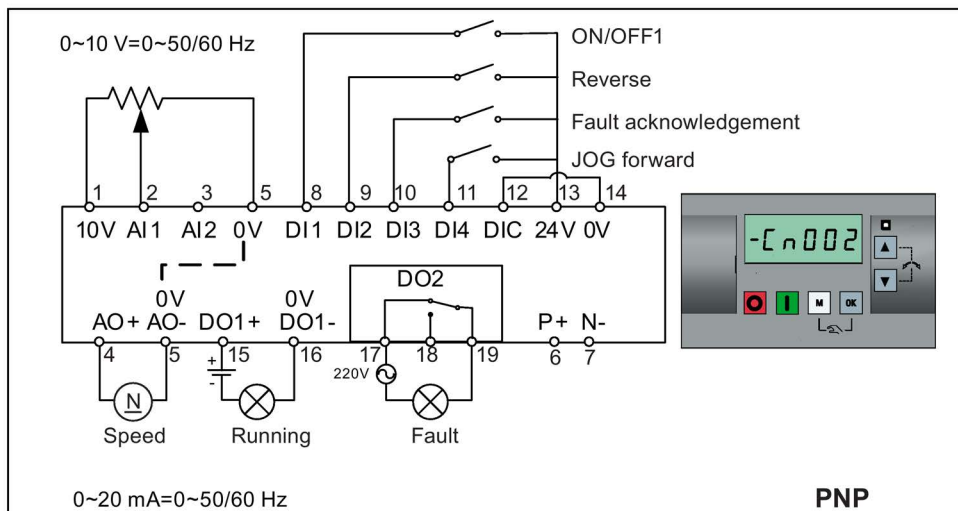 0~10 V=0~50/60 Hz
ON/OFF1
Reverse
Fault acknowledgement
JOG forward
1 2 3 5 8 9 10 11 12 13 14
10V AI1 AI2 0V DI1 DI2 DI3 DI4 DIC 24V 0V
-Cn002
DO2
0V 0V
AO+ AO- DO1+ DO1- P+ N-
4 5 15 16 17 18 19 6 7
+
-
220V
M OK
N
Speed Running Fault
0~20 mA=0~50/60 Hz
PNP